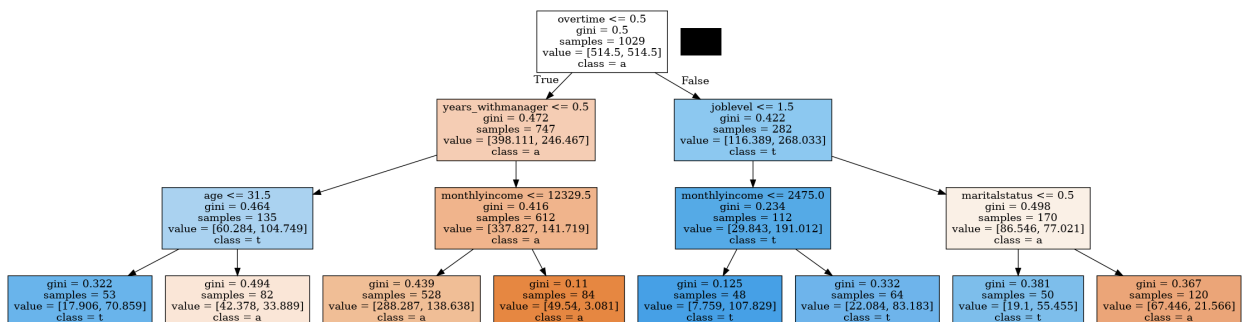 overtime <= 0.5
gini = 0.5
samples = 1029
value = [514.5, 514.5]
class = a
True
False
years_withmanager <= 0.5
gini = 0.472
samples = 747
value = [398.111, 246.467]
class = a
joblevel <= 1.5
gini = 0.422
samples = 282
value = [116.389, 268.033]
class = t
age <= 31.5
gini = 0.464
samples = 135
value = [60.284, 104.749]
class = t
monthlyincome <= 12329.5
gini = 0.416
samples = 612
value = [337.827, 141.719]
class = a
monthlyincome <= 2475.0
gini = 0.234
samples = 112
value = [29.843, 191.012]
class = t
maritalstatus <= 0.5
gini = 0.498
samples = 170
value = [86.546, 77.021]
class = a
gini = 0.322
samples = 53
value = [17.906, 70.859]
class = t
gini = 0.494
samples = 82
value = [42.378, 33.889]
class = a
gini = 0.439
samples = 528
value = [288.287, 138.638]
class = a
gini = 0.11
samples = 84
value = [49.54, 3.081]
class = a
gini = 0.125
samples = 48
value = [7.759, 107.829]
class = t
gini = 0.332
samples = 64
value = [22.084, 83.183]
class = t
gini = 0.381
samples = 50
value = [19.1, 55.455]
class = t
gini = 0.367
samples = 120
value = [67.446, 21.566]
class = a